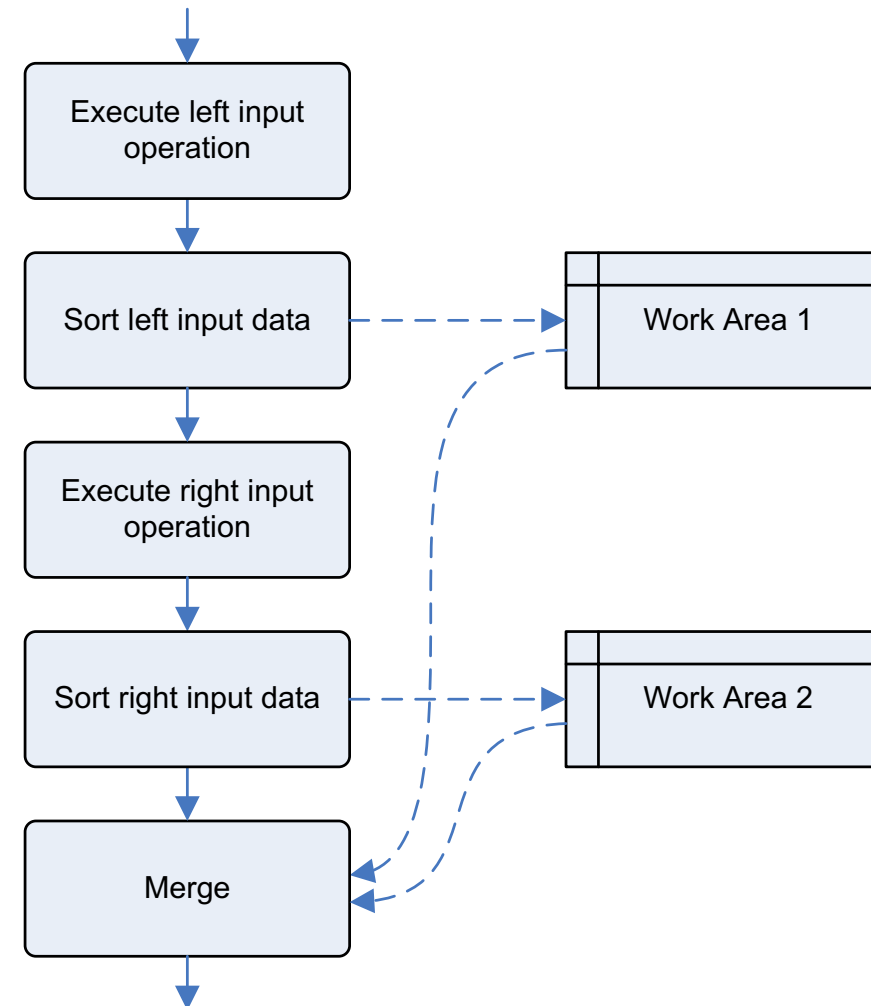 Execute left input
operation
Sort left input data
Work Area 1
Execute right input
operation
Sort right input data
Work Area 2
Merge